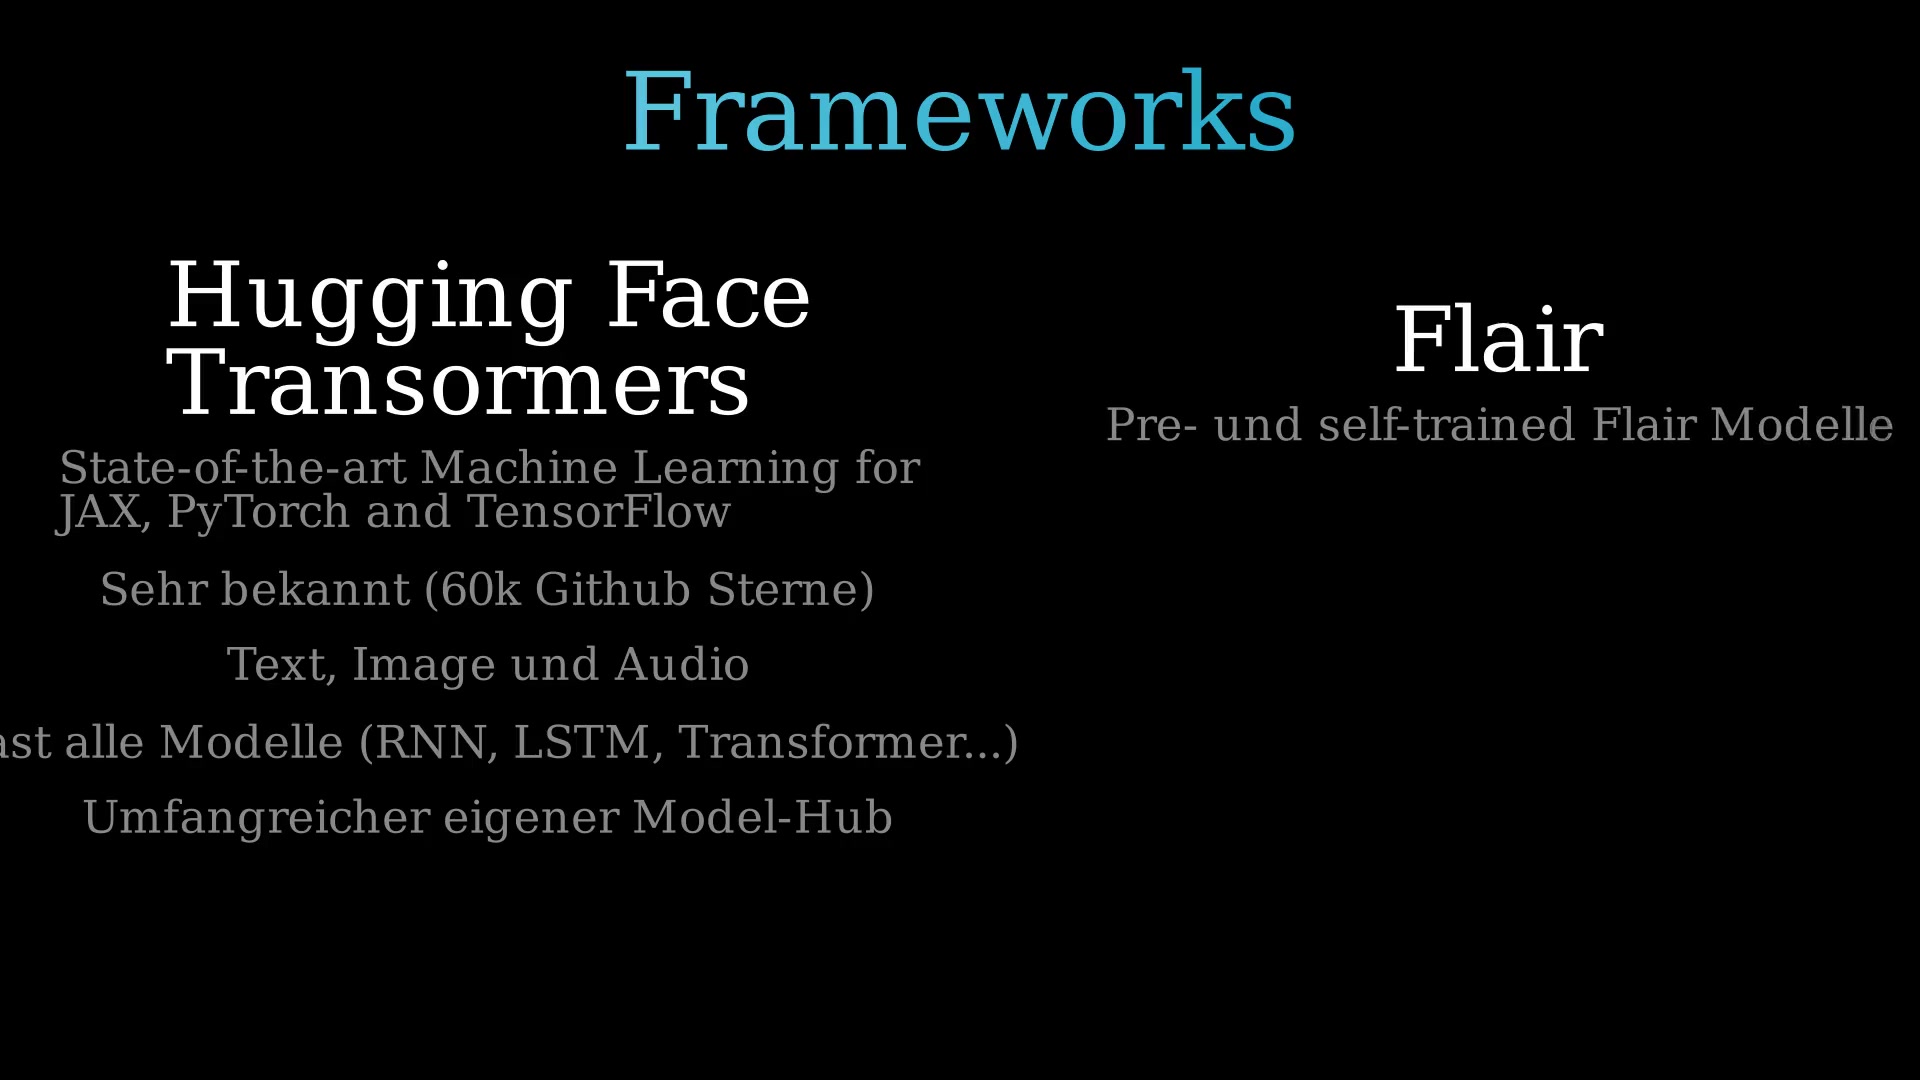 Frameworks
Hugging Face
Transormers
State-of-the-art Machine Learning for
JAX, PyTorch and TensorFlow
Sehr bekannt (60k Github Sterne)
Text, Image und Audio
alle Modelle (RNN, LSTM, Transformer...)
Umfangreicher eigener Model-Hub
Flair
Pre- und self-trained Flair Modelle